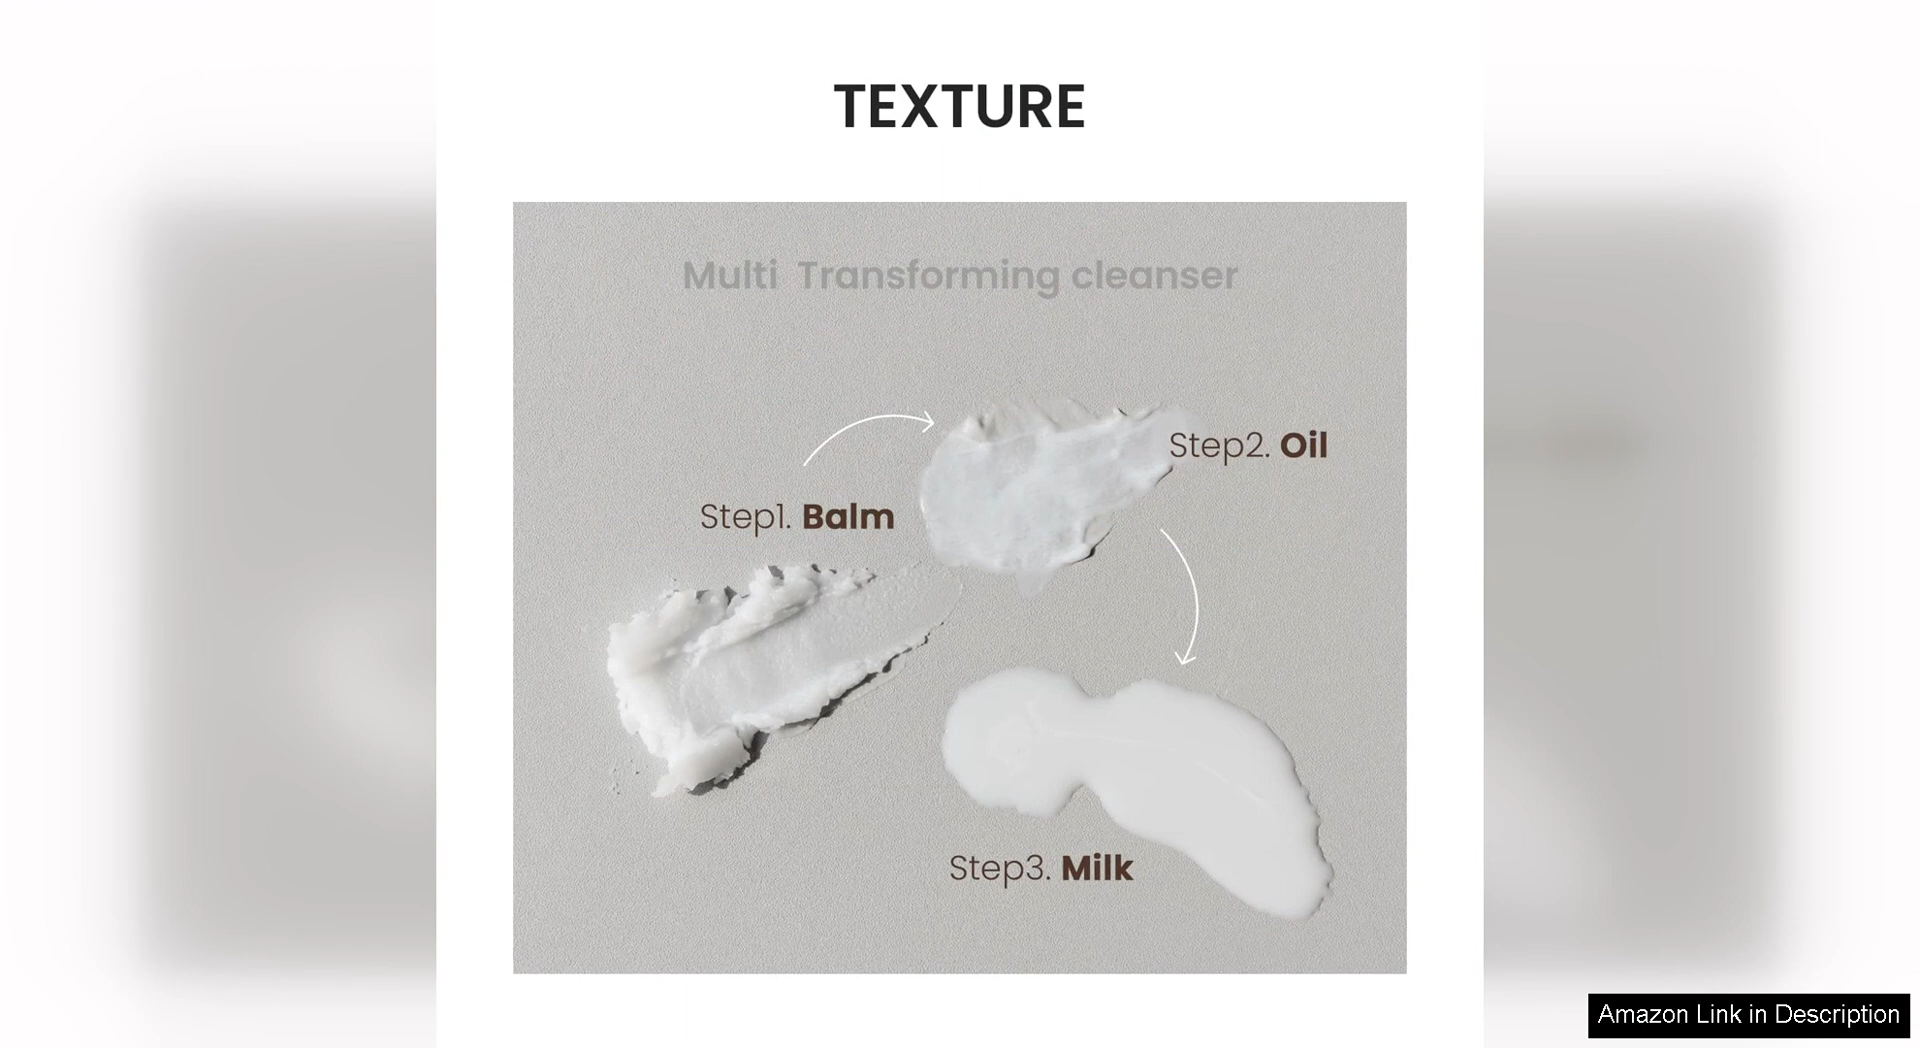 TEXTURE
Multi Transforming cleanser
Step1. Balm
Step2. Oil
Step3. Milk
Amazon Link in Description